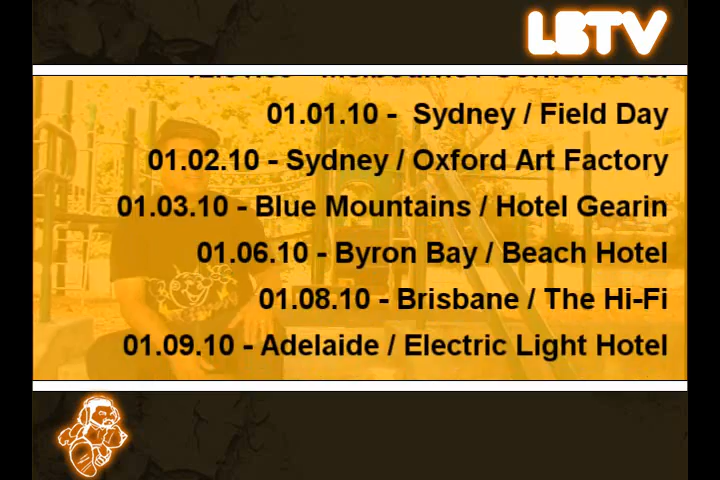 LBTV
01.01.10 - Sydney / Field Day
01.02.10 - Sydney / Oxford Art Factory
01.03.10 - Blue Mountains / Hotel Gearin
01.06.10 - Byron Bay / Beach Hotel
01.08.10 - Brisbane / The Hi-Fi
01.09.10 - Adelaide / Electric Light Hotel